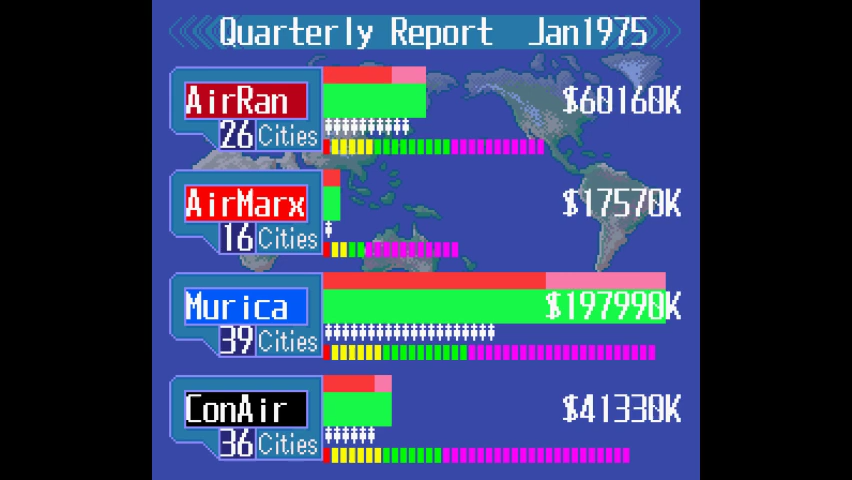 Quarterly Report Jan1975
AirRan
$60160K
26 Cities
AirMarx
$17570K
16 Cities
Murica
$197990K
39 Cities
ConAir
$41330K
36 Cities